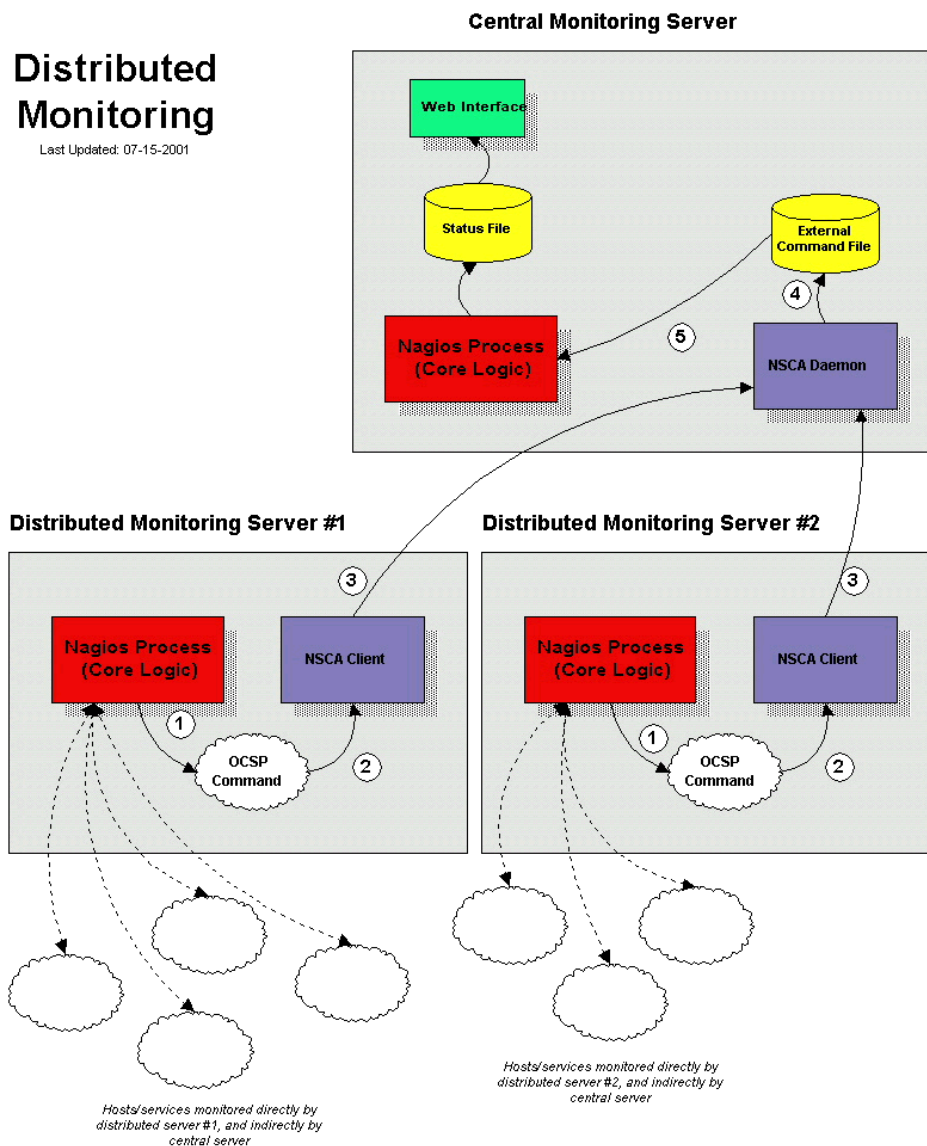 Central Monitoring Server
Distributed
Monitoring
Last Updated: 07-15-2001
Web Interface
Status File
External
Command File
4
5
Nagios Process
(Core Logic)
NSCA Daemon
Distributed Monitoring Server #1
3
Nagios Process
(Core Logic)
NSCA Client
1
OCSP
Command
2
Distributed Monitoring Server #2
3
Nagios Process
(Core Logic)
NSCA Client
1
OCSP
Command
2
Hosts/services monitored directly by
distributed server #1, and indirectly by
central server
Hosts/services monitored directly by
distributed server #2, and indirectly by
central server